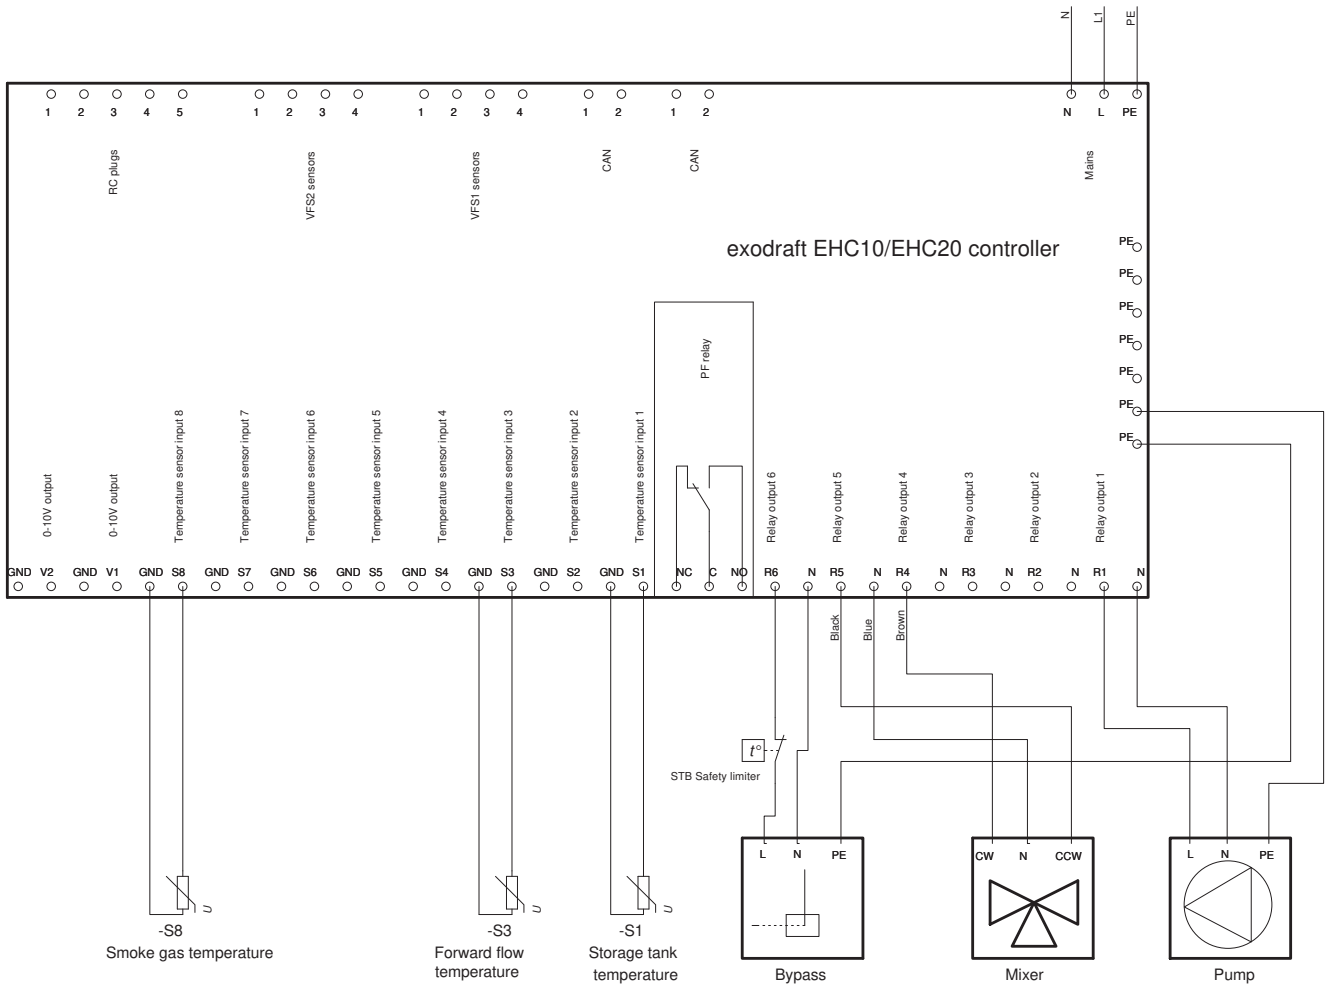 N L1 PE
1 2 3 4 5 1 2 3 4 1 2 3 4 1 2 1 2 N L PE
RC plugs
VFS2 sensors
VFS1 sensors
CAN
CAN
Mains
exodraft EHC10/EHC20 controller
PE
PE
PE
PE
PE
PE
PE
PF relay
0-10V output
0-10V output
Temperature sensor input 8
Temperature sensor input 7
Temperature sensor input 6
Temperature sensor input 5
Temperature sensor input 4
Temperature sensor input 3
Temperature sensor input 2
Temperature sensor input 1
Relay output 6
Relay output 5
Relay output 4
Relay output 3
Relay output 2
Relay output 1
GND V2 GND V1 GND S8 GND S7 GND S6 GND S5 GND S4 GND S3 GND S2 GND S1 NC C NO R6 N R5 N R4 N R3 N R2 N R1 N
Black
Blue
Brown
t°
STB Safety limiter
L N PE
CW N CCW
L N PE
U
U
U
-S8
Smoke gas temperature
-S3
Forward flow
temperature
-S1
Storage tank
temperature
Bypass
Mixer
Pump